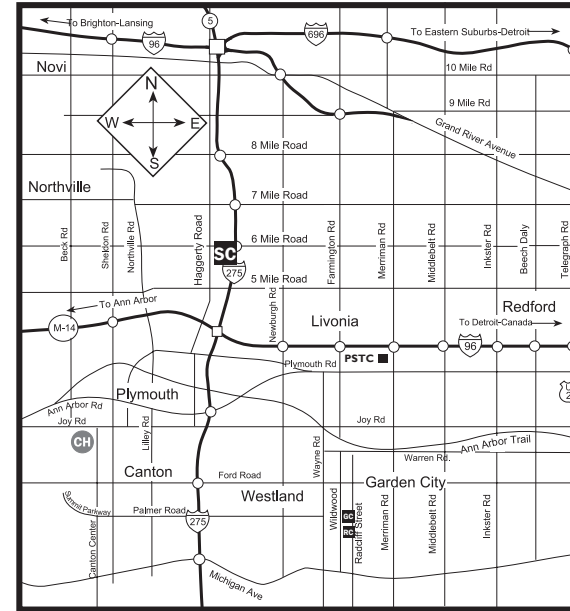 To Brighton-Lansing
5
To Eastern Suburbs-Detroit
96
696
Novi
10 Mile Rd
N
W E
S
9 Mile Rd
Grand River Avenue
8 Mile Road
Northville
7 Mile Road
Beck Rd
Sheldon Rd
Northville Rd
Haggerty Road
SC
6 Mile Road
275
5 Mile Road
Newburgh Rd
Farmington Rd
Merriman Rd
Middlebelt Rd
Inkster Rd
Beech Daly
Telegraph Rd
To Ann Arbor
M-14
Livonia
Redford
To Detroit-Canada
96
PSTC
Plymouth Rd
Plymouth
Ann Arbor Rd
Joy Rd
Joy Rd
CH
Lilley Rd
Wayne Rd
Ann Arbor Trail
Warren Rd.
Canton
Ford Road
Westland
Garden City
Summit Parkway
Palmer Road
275
Canton Center
Wildwood
GC
RC
Radcliff Street
Merriman Rd
Middlebelt Rd
Inkster Rd
Michigan Ave